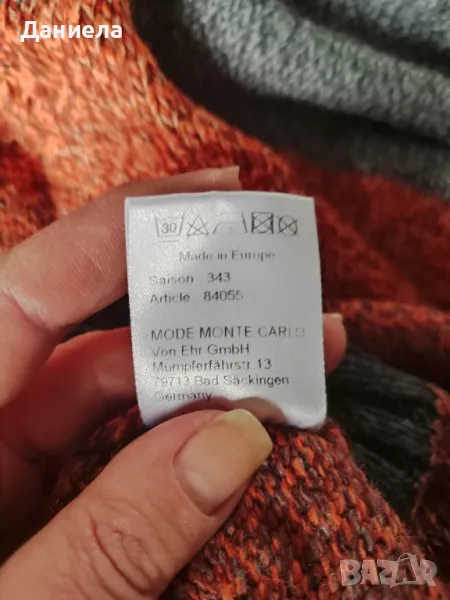 Даниела
30
Made in Europe
Saison 343
Article 84055
MODE MONTE CARLO
Von Ehr GmbH
Mumpferfährstr. 13
79713 Bad Säckingen
Germany
BAZAR